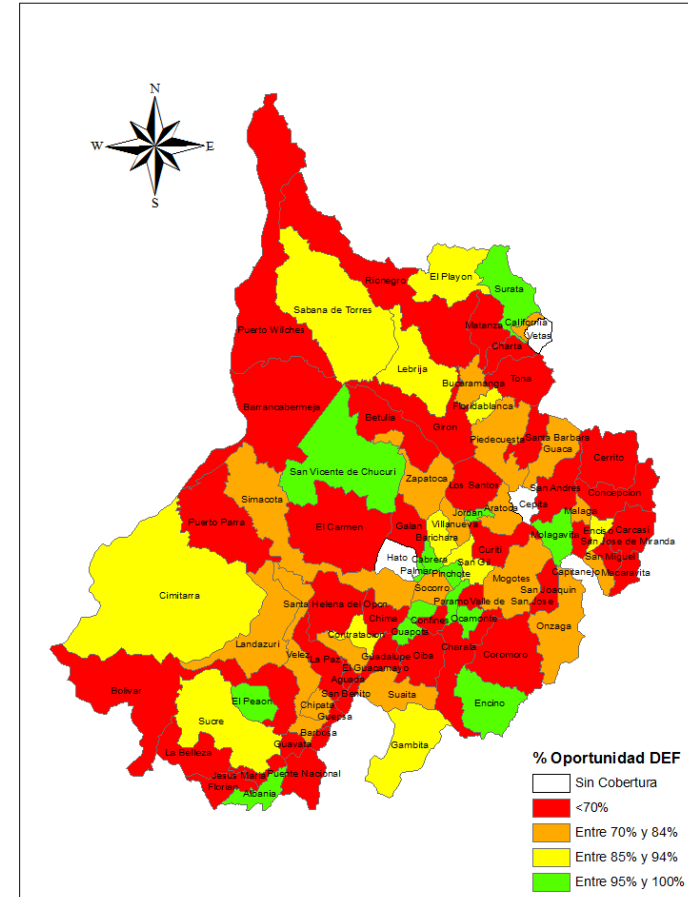 N
W
E
S
El Playon
Rionegro
Surata
Sabana de Torres
California
Matanza
Vetas
Puerto Wilches
Charta
Lebrija
Tona
Bucaramanga
Barrancabermeja
Floridablanca
Betulia
Giron
Piedecuesta
Santa Barbara
Guaca
Cerrito
San Vicente de Chucuri
Zapatoca
Los Santos
San Andres
Concepcion
Simacota
Cepita
Malaga
Aratoca
Jordan
Puerto Parra
El Carmen
Galan
Villanueva
Enciso
Carcasi
Barichara
Molagavita
San Jose de Miranda
Curiti
Hato
Cabrera
San G
San Miguel
Palmar
Pinchote
Capitanejo
Macaravita
Mogotes
Cimitarra
Socorro
San Joaquin
Santa Helena del Opon
Paramo
Valle de San Jose
Chima
Confines
Ocamonte
Onzaga
Guapota
Contratacion
Landazuri
Charala
Velez
Guadalupe
Oiba
Coromoro
La Paz
El Guacamayo
Aguada
Bolivar
San Benito
Suaita
Encino
El Peaon
Chipata
Guepsa
Sucre
Barbosa
Guavata
Gambita
La Belleza
Jesus Maria
Puente Nacional
Florian
Albania
% Oportunidad DEF
Sin Cobertura
<70%
Entre 70% y 84%
Entre 85% y 94%
Entre 95% y 100%